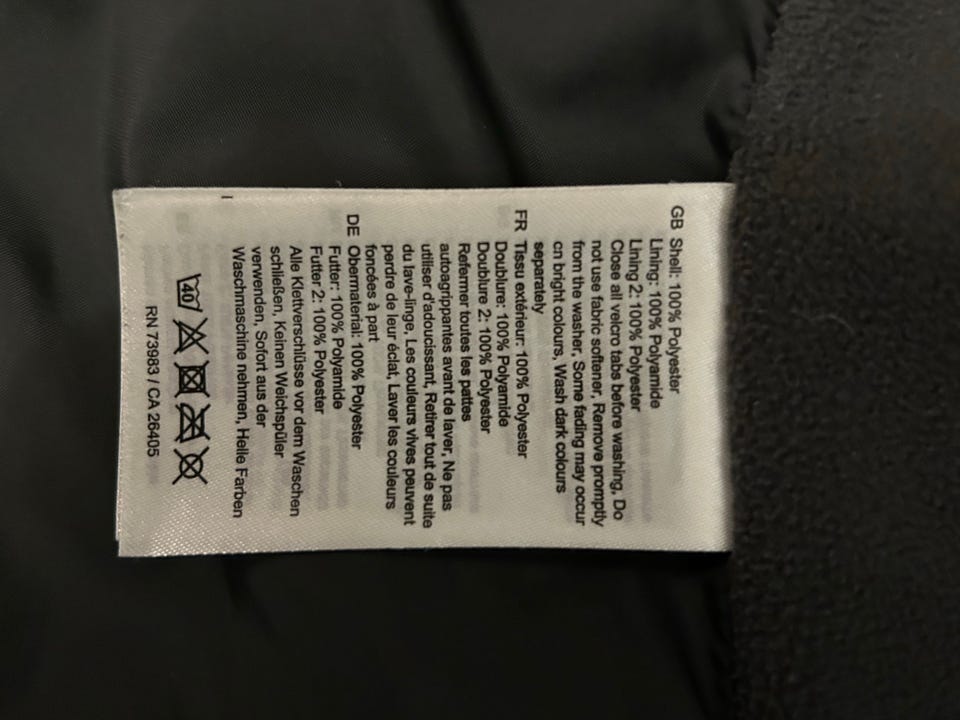 GB Shell: 100% Polyester
Lining: 100% Polyamide
Lining 2: 100% Polyester
Close all velcro tabs before washing, Do
not use fabric softener, Remove promptly
from the washer, Some fading may occur
on bright colours, Wash dark colours
separately
FR Tissu extérieur: 100% Polyester
Doublure: 100% Polyamide
Doublure 2: 100% Polyester
Refermer toutes les pattes
autoagrippantes avant de laver, Ne pas
utiliser d'adoucissant, Retirer tout de suite
du lave-linge, Les couleurs vives peuvent
perdre de leur éclat, Laver les couleurs
foncées à part
DE Obermaterial: 100% Polyester
Futter: 100% Polyamide
Futter 2: 100% Polyester
Alle Klettverschlüsse vor dem Waschen
schließen, Keinen Weichspüler
verwenden, Sofort aus der
Waschmaschine nehmen, Helle Farben
40
RN 73983 / CA 26405